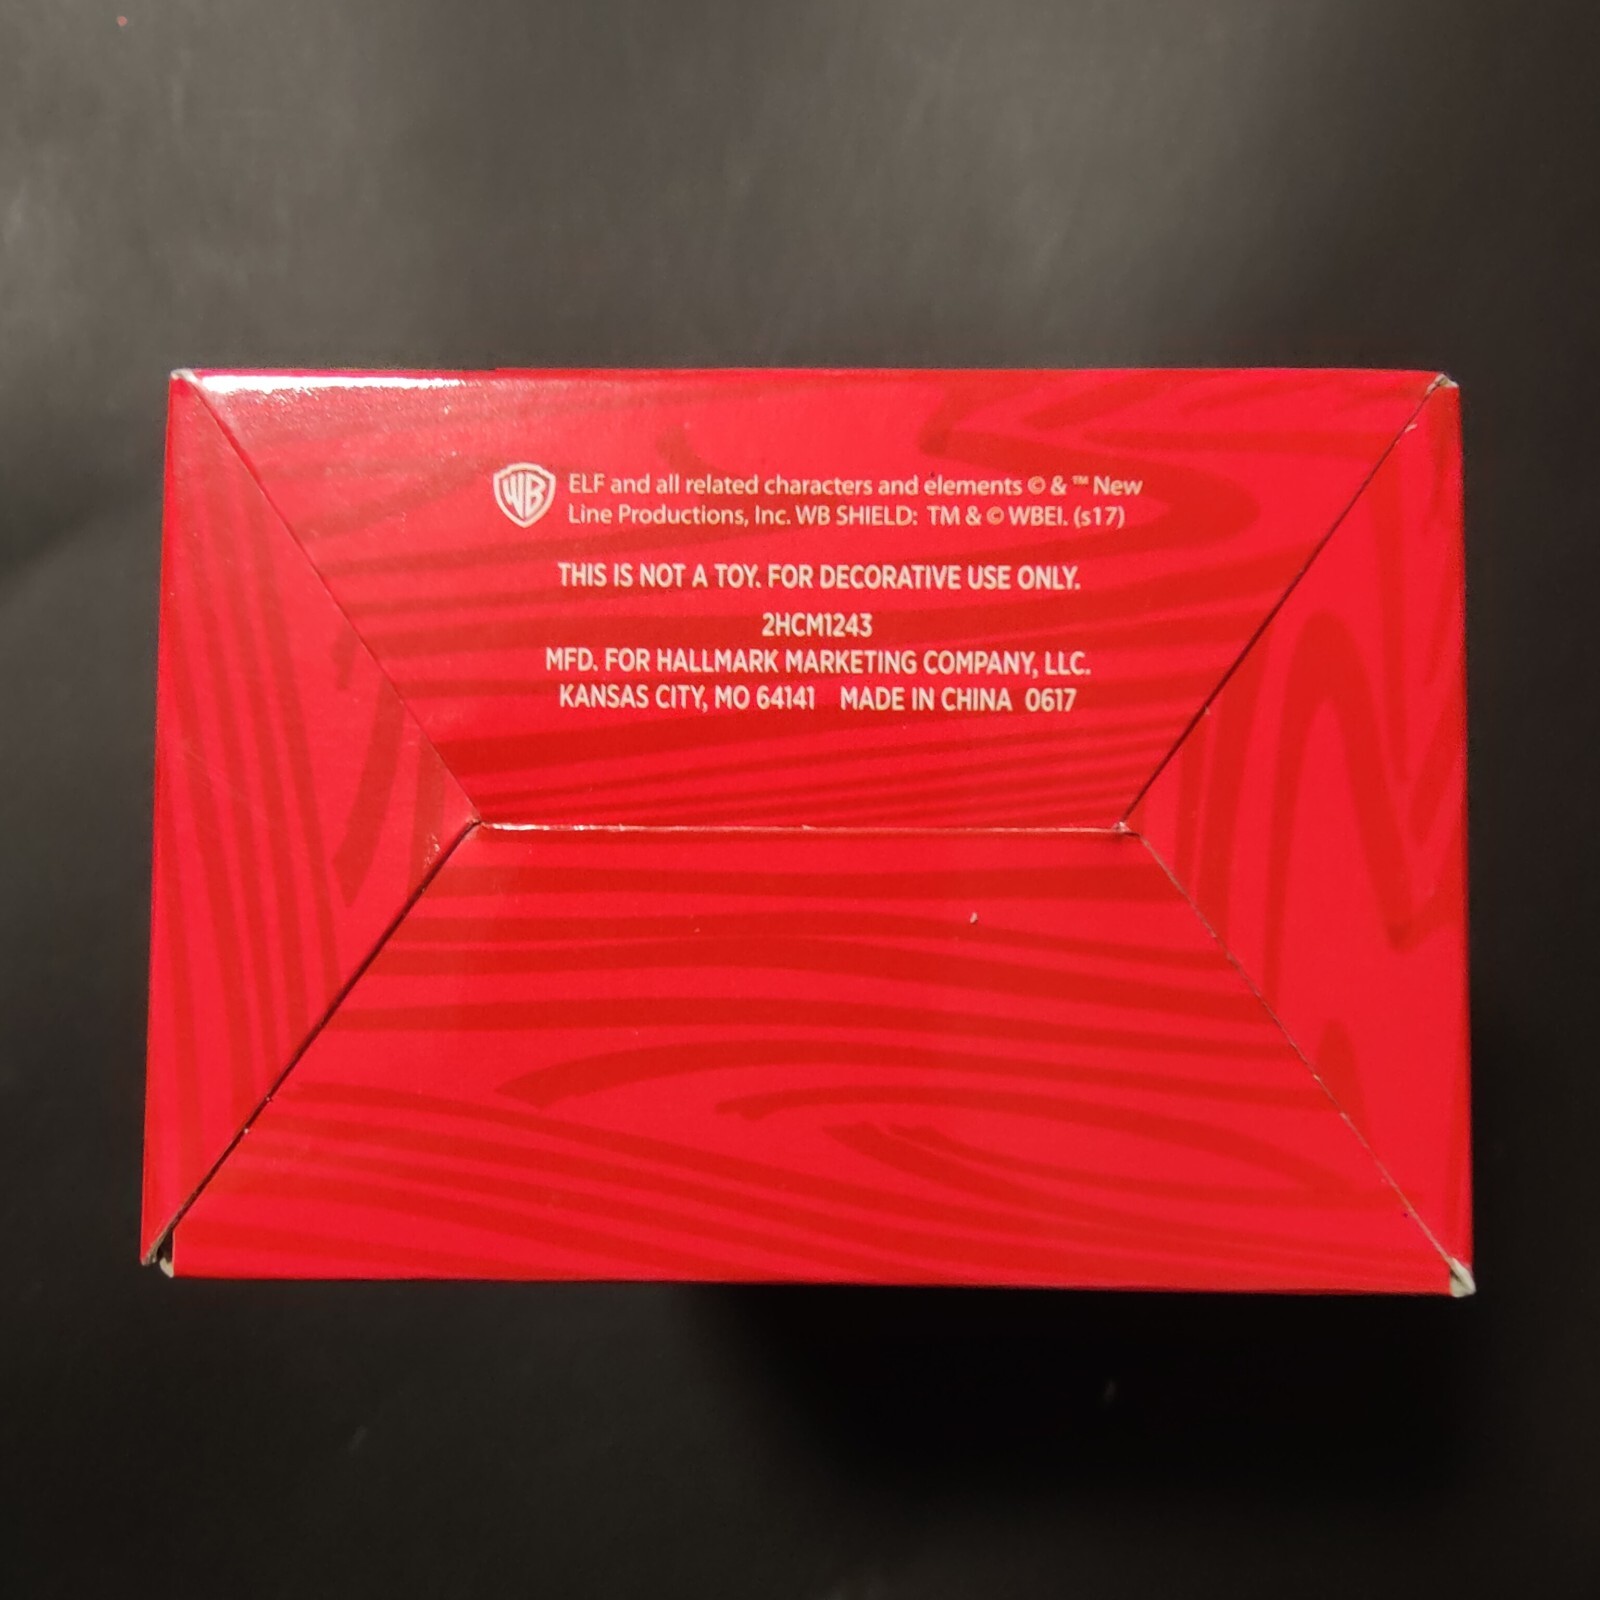 WB ELF and all related characters and elements © & ™ New
Line Productions, Inc. WB SHIELD: TM & © WBEI. (s17)
THIS IS NOT A TOY. FOR DECORATIVE USE ONLY.
2HCM1243
MFD. FOR HALLMARK MARKETING COMPANY, LLC.
KANSAS CITY, MO 64141 MADE IN CHINA 0617